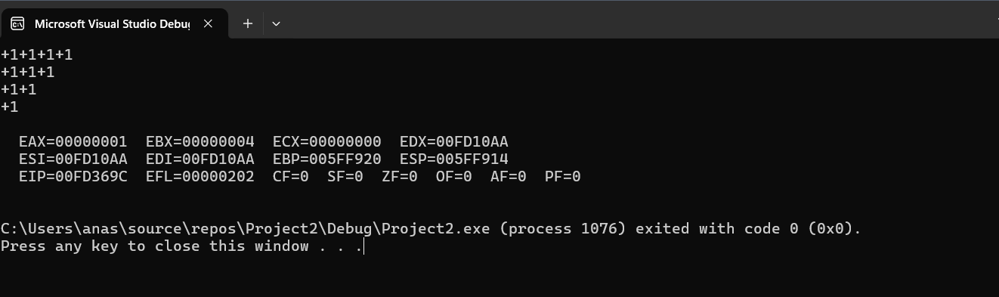 Microsoft Visual Studio Debu
+1+1+1+1
+1+1+1
+1+1
+1
EAX=00000001 EBX=00000004 ECX=00000000 EDX=00FD10AA
ESI=00FD10AA EDI=00FD10AA EBP=005FF920 ESP=005FF914
EIP=00FD369C EFL=00000202 CF=0 SF=0 ZF=0 OF=0 AF=0 PF=0
C:\Users\anas\source\repos\Project2\Debug\Project2.exe (process 1076) exited with code 0 (0x0).
Press any key to close this window . . .